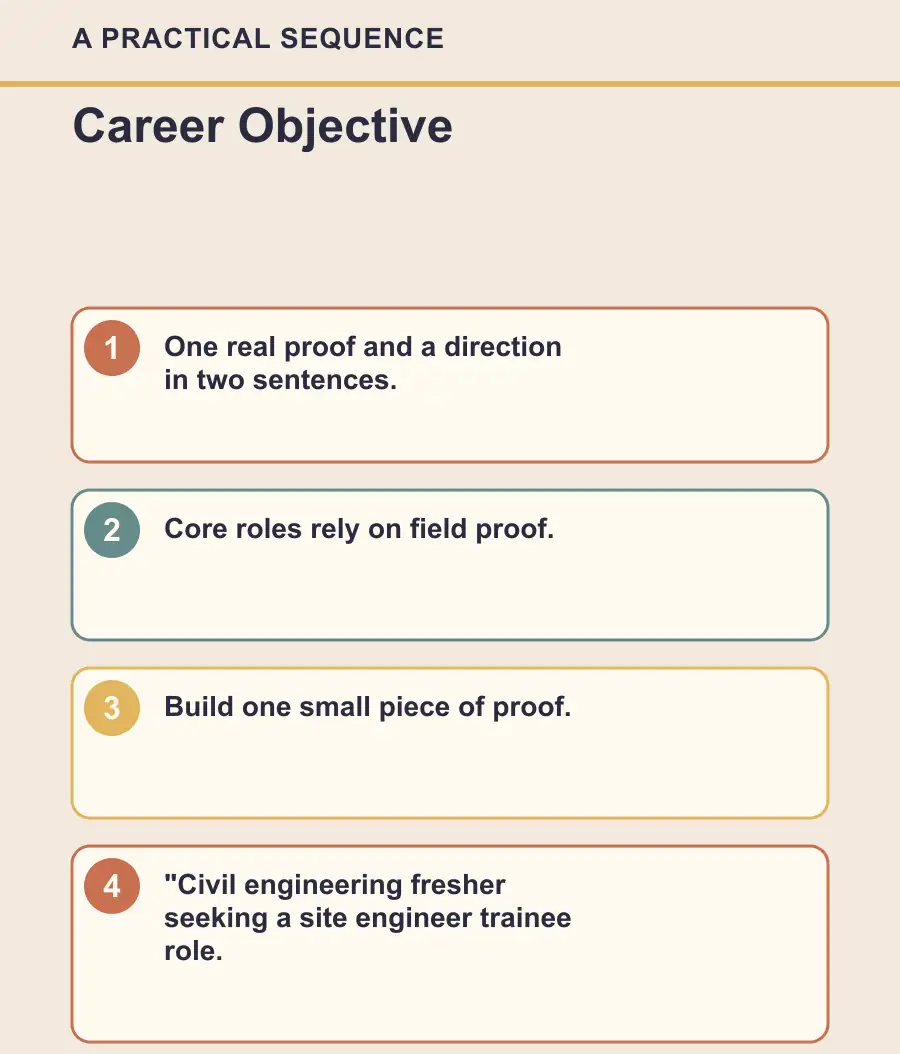 A PRACTICAL SEQUENCE
Career Objective
1
One real proof and a direction
in two sentences.
2
Core roles rely on field proof.
3
Build one small piece of proof.
4
"Civil engineering fresher
seeking a site engineer trainee
role.